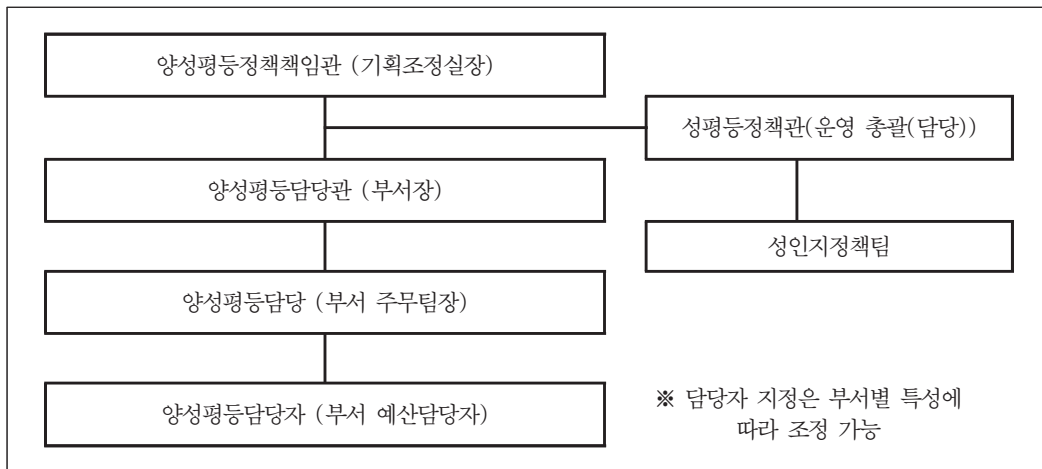 양성평등정책책임관 (기획조정실장)
성평등정책관(운영 총괄(담당))
양성평등담당관 (부서장)
성인지정책팀
양성평등담당 (부서 주무팀장)
양성평등담당자 (부서 예산담당자)
※ 담당자 지정은 부서별 특성에
따라 조정 가능